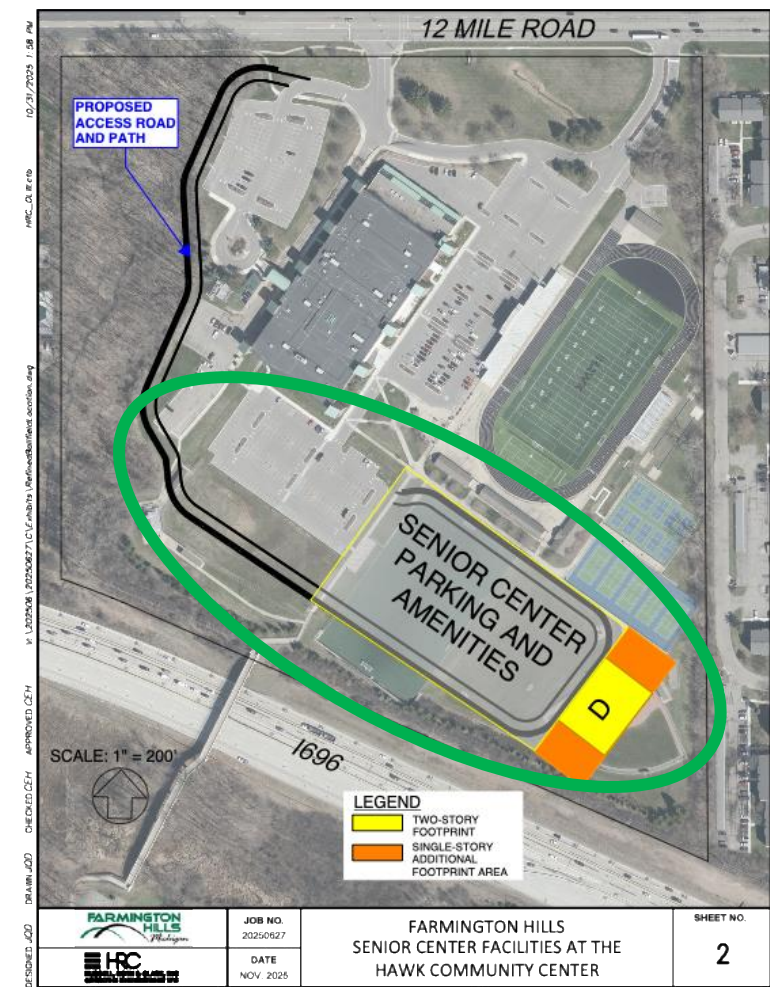 12 MILE ROAD
PROPOSED
ACCESS ROAD
AND PATH
SENIOR CENTER
PARKING AND
AMENITIES
D
I696
SCALE: 1" = 200'
LEGEND
TWO-STORY
FOOTPRINT
SINGLE-STORY
ADDITIONAL
FOOTPRINT AREA
10/31/2025 1:58 PM
APPROVED CEH
CHECKED CEH
DRAWN JQD
DESIGNED JQD
FARMINGTON
HILLS
Michigan
HRC
JOB NO.
20250627
DATE
NOV. 2025
FARMINGTON HILLS
SENIOR CENTER FACILITIES AT THE
HAWK COMMUNITY CENTER
SHEET NO.
2